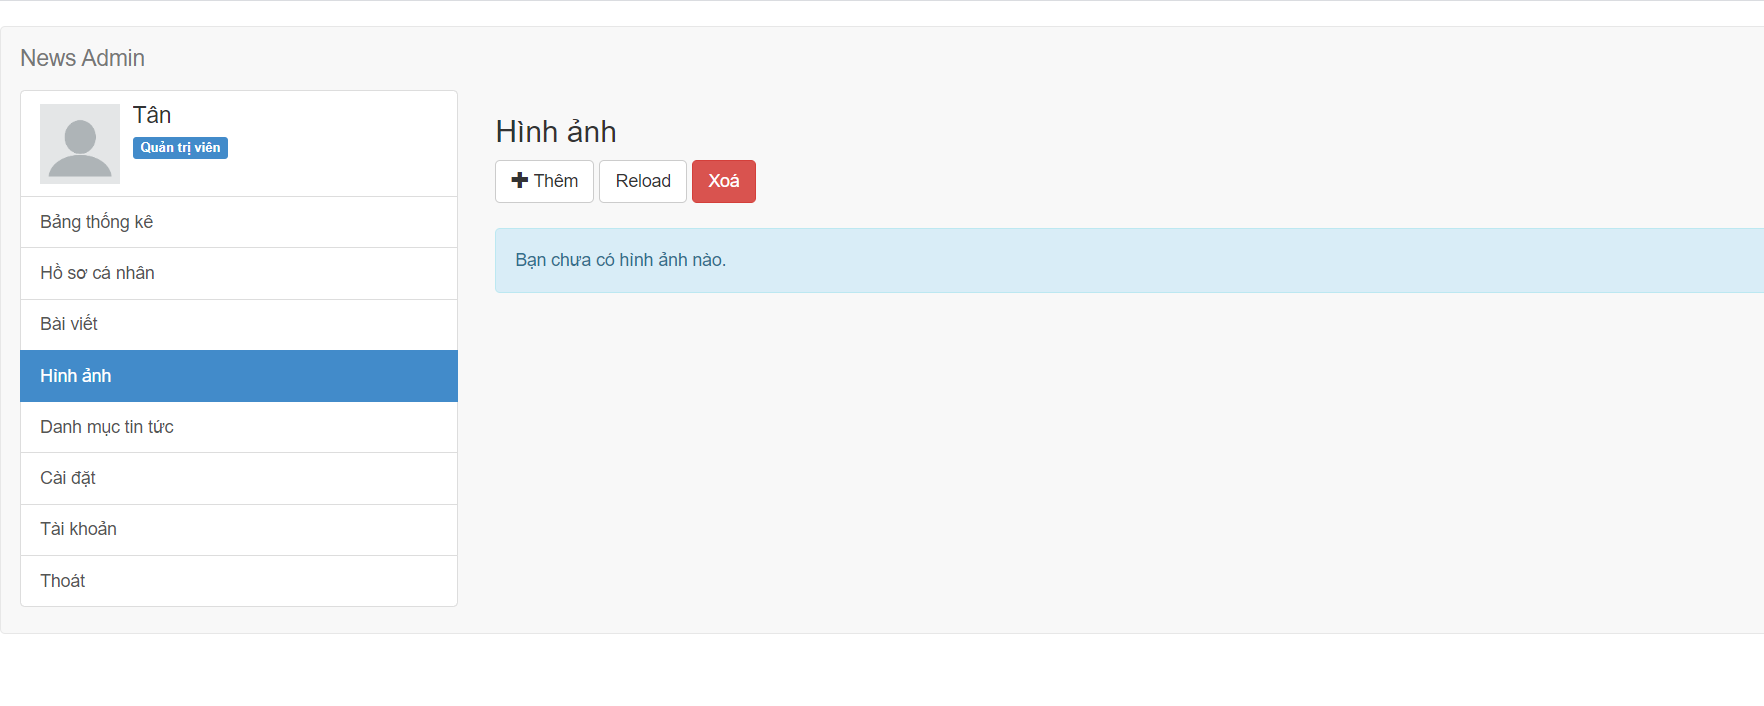 News Admin
Tân
Quản trị viên
Bảng thống kê
Hồ sơ cá nhân
Bài viết
Hình ảnh
Danh mục tin tức
Cài đặt
Tài khoản
Thoát
Hình ảnh
Thêm
Reload
Xoá
Bạn chưa có hình ảnh nào.